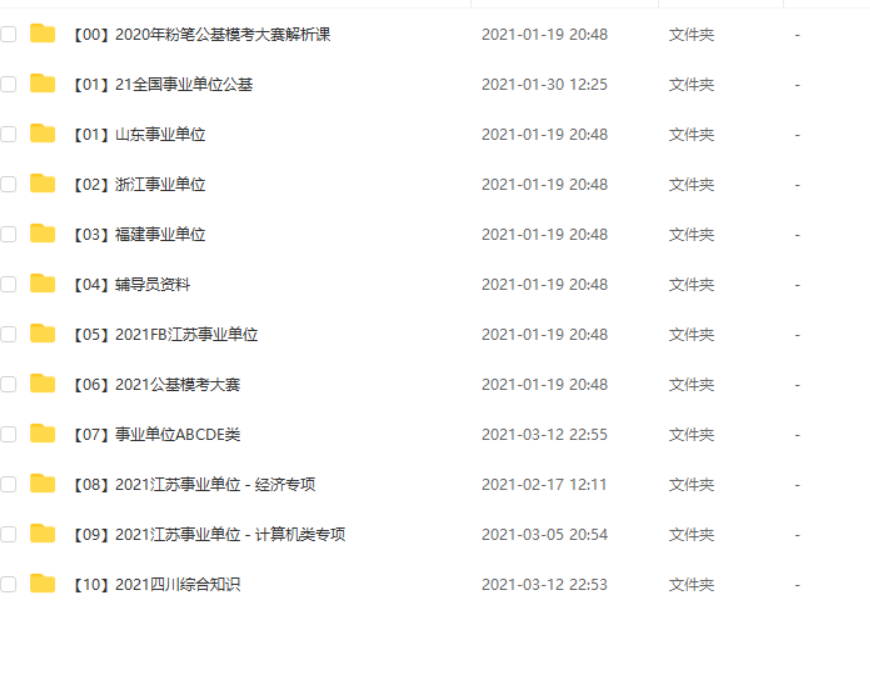 【00】2020年粉笔公基模考大赛解析课 2021-01-19 20:48 文件夹 -
【01】21全国事业单位公基 2021-01-30 12:25 文件夹 -
【01】山东事业单位 2021-01-19 20:48 文件夹 -
【02】浙江事业单位 2021-01-19 20:48 文件夹 -
【03】福建事业单位 2021-01-19 20:48 文件夹 -
【04】辅导员资料 2021-01-19 20:48 文件夹 -
【05】2021FB江苏事业单位 2021-01-19 20:48 文件夹 -
【06】2021公基模考大赛 2021-01-19 20:48 文件夹 -
【07】事业单位ABCDE类 2021-03-12 22:55 文件夹 -
【08】2021江苏事业单位 - 经济专项 2021-02-17 12:11 文件夹 -
【09】2021江苏事业单位 - 计算机类专项 2021-03-05 20:54 文件夹 -
【10】2021四川综合知识 2021-03-12 22:53 文件夹 -